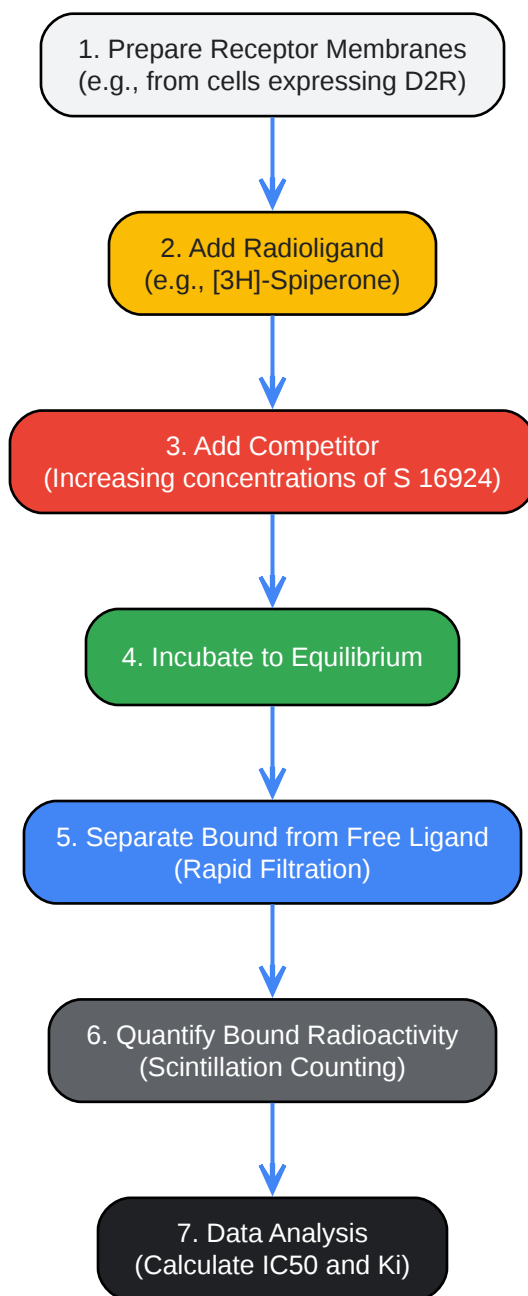 1. Prepare Receptor Membranes
(e.g., from cells expressing D2R)
2. Add Radioligand
(e.g., [3H]-Spiperone)
3. Add Competitor
(Increasing concentrations of S 16924)
4. Incubate to Equilibrium
5. Separate Bound from Free Ligand
(Rapid Filtration)
6. Quantify Bound Radioactivity
(Scintillation Counting)
7. Data Analysis
(Calculate IC50 and Ki)